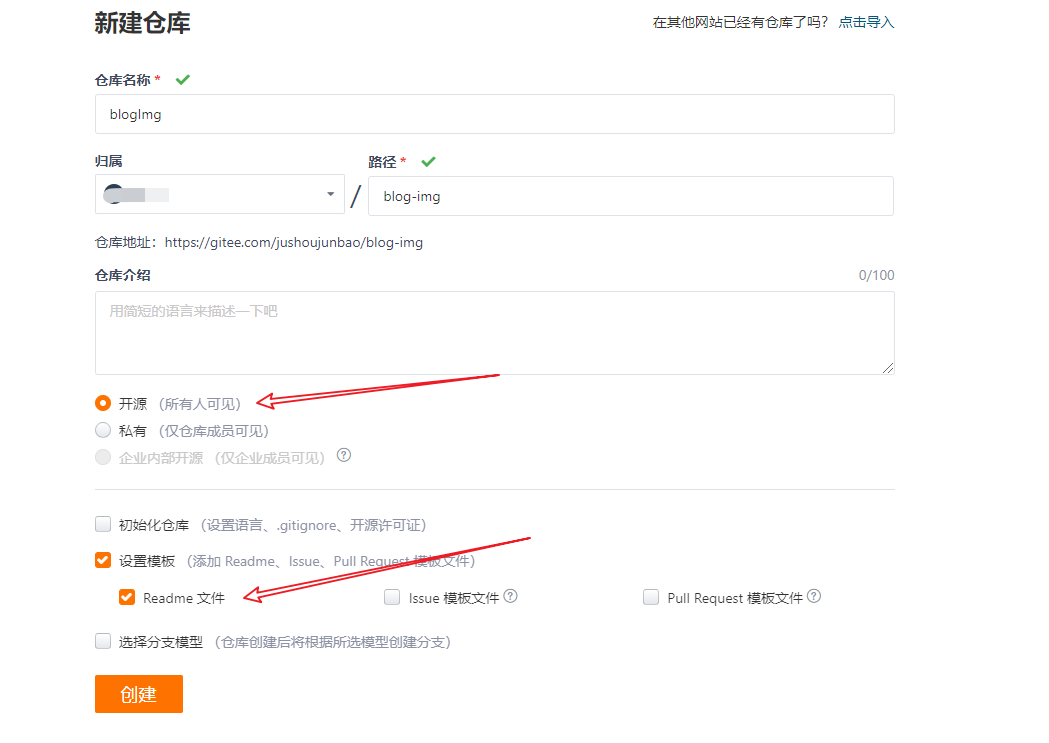 新建仓库
在其他网站已经有仓库了吗? 点击导入
仓库名称 *
blogImg
归属
路径 *
/
blog-img
仓库地址：https://gitee.com/jushoujunbao/blog-img
仓库介绍
0/100
用简短的语言来描述一下吧
开源 （所有人可见）
私有 （仅仓库成员可见）
企业内部开源 （仅企业成员可见） ?
初始化仓库 （设置语言、.gitignore、开源许可证）
设置模板 （添加 Readme、Issue、Pull Request 模板文件）
Readme 文件
Issue 模板文件 ?
Pull Request 模板文件 ?
选择分支模型 （仓库创建后将根据所选模型创建分支）
创建